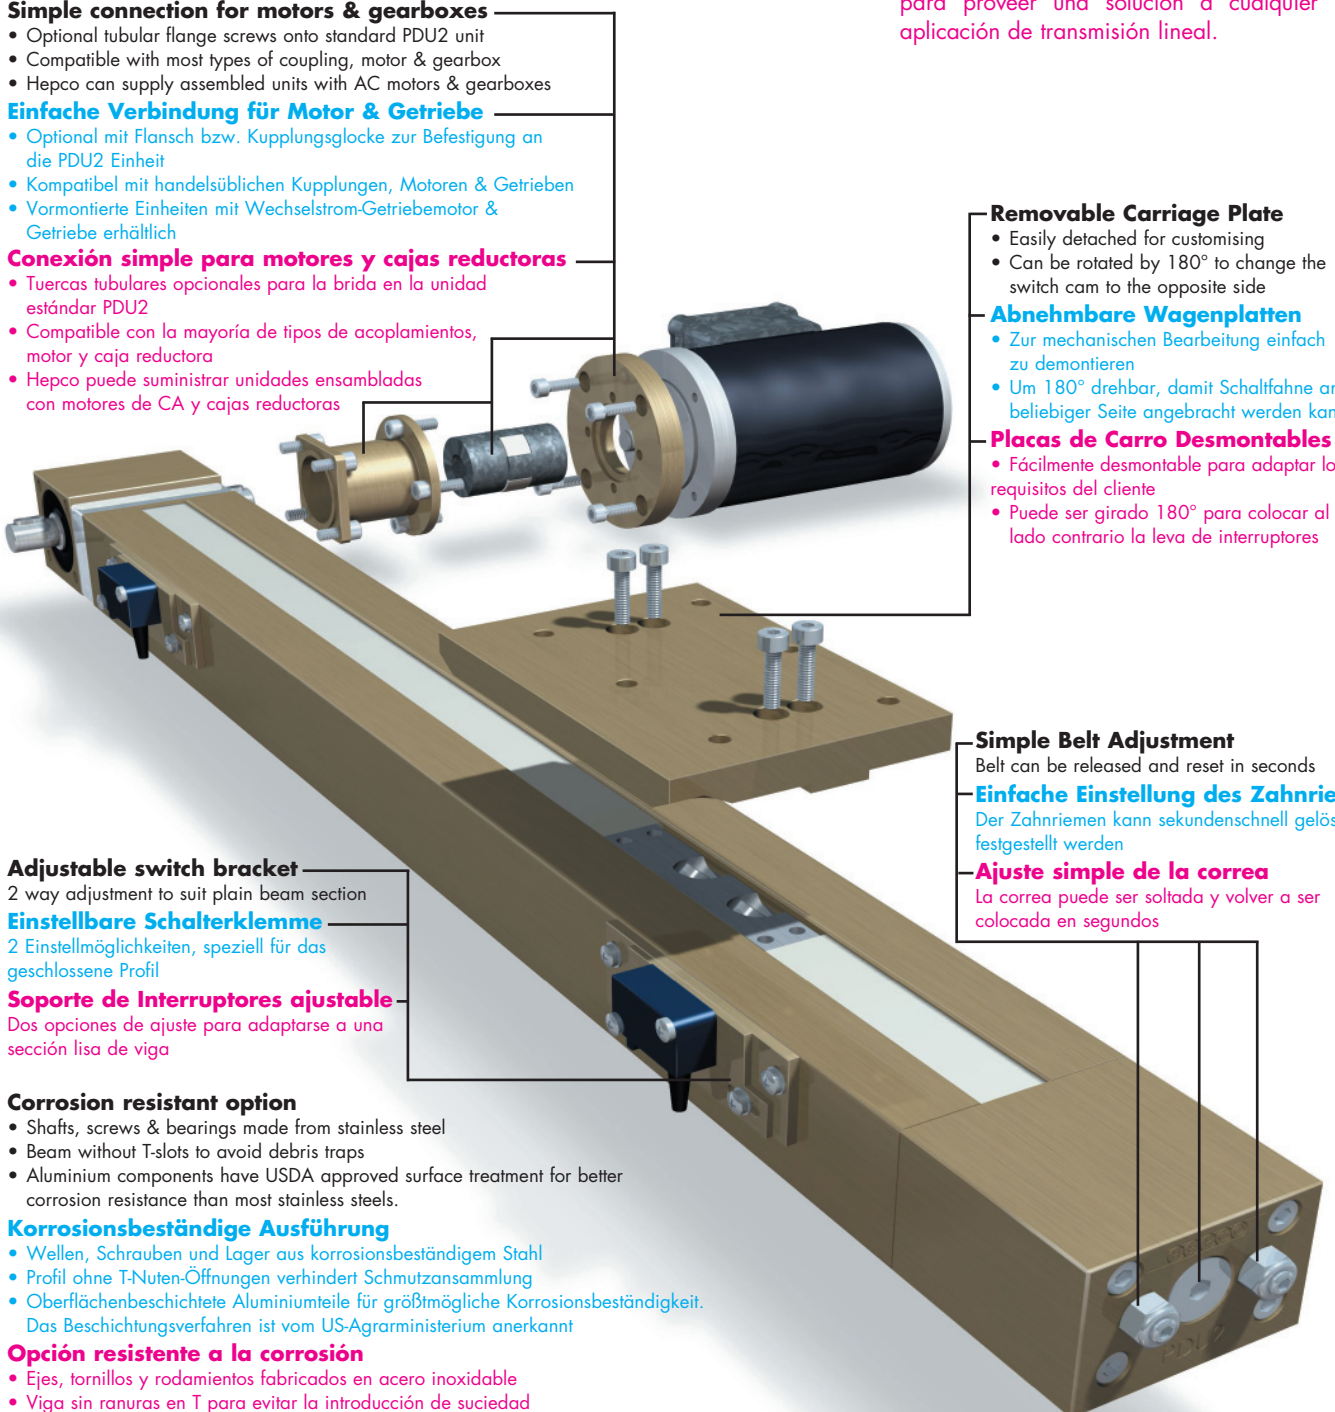 para proveer una solución a cualquier
aplicación de transmisión lineal.
Simple connection for motors & gearboxes
• Optional tubular flange screws onto standard PDU2 unit
• Compatible with most types of coupling, motor & gearbox
• Hepco can supply assembled units with AC motors & gearboxes
Einfache Verbindung für Motor & Getriebe
• Optional mit Flansch bzw. Kupplungsglocke zur Befestigung an
die PDU2 Einheit
• Kompatibel mit handelsüblichen Kupplungen, Motoren & Getrieben
• Vormontierte Einheiten mit Wechselstrom-Getriebemotor &
Getriebe erhältlich
Conexión simple para motores y cajas reductoras
• Tuercas tubulares opcionales para la brida en la unidad
estándar PDU2
• Compatible con la mayoría de tipos de acoplamientos,
motor y caja reductora
• Hepco puede suministrar unidades ensambladas
con motores de CA y cajas reductoras
Removable Carriage Plate
• Easily detached for customising
• Can be rotated by 180° to change the
switch cam to the opposite side
Abnehmbare Wagenplatten
• Zur mechanischen Bearbeitung einfach
zu demontieren
• Um 180° drehbar, damit Schaltfahne an
beliebiger Seite angebracht werden kan
Placas de Carro Desmontables
• Fácilmente desmontable para adaptar lo
requisitos del cliente
• Puede ser girado 180° para colocar al
lado contrario la leva de interruptores
Simple Belt Adjustment
Belt can be released and reset in seconds
Einfache Einstellung des Zahnrie
Der Zahnriemen kann sekundenschnell gelös
festgestellt werden
Ajuste simple de la correa
La correa puede ser soltada y volver a ser
colocada en segundos
Adjustable switch bracket
2 way adjustment to suit plain beam section
Einstellbare Schalterklemme
2 Einstellmöglichkeiten, speziell für das
geschlossene Profil
Soporte de Interruptores ajustable
Dos opciones de ajuste para adaptarse a una
sección lisa de viga
Corrosion resistant option
• Shafts, screws & bearings made from stainless steel
• Beam without T-slots to avoid debris traps
• Aluminium components have USDA approved surface treatment for better
corrosion resistance than most stainless steels.
Korrosionsbeständige Ausführung
• Wellen, Schrauben und Lager aus korrosionsbeständigem Stahl
• Profil ohne T-Nuten-Öffnungen verhindert Schmutzansammlung
• Oberflächenbeschichtete Aluminiumteile für größtmögliche Korrosionsbeständigkeit.
Das Beschichtungsverfahren ist vom US-Agrarministerium anerkannt
Opción resistente a la corrosión
• Ejes, tornillos y rodamientos fabricados en acero inoxidable
• Viga sin ranuras en T para evitar la introducción de suciedad
PDU2